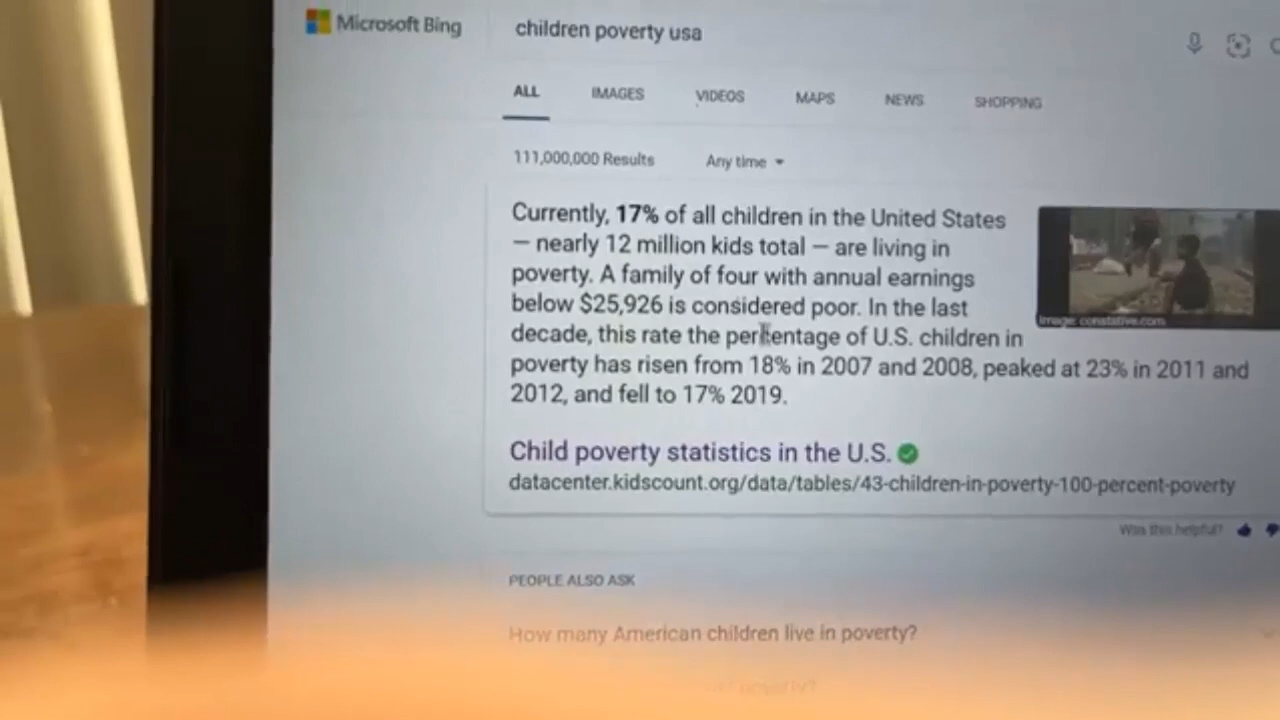 Microsoft Bing
children poverty usa
ALL IMAGES VIDEOS MAPS NEWS SHOPPING
111,000,000 Results Any time
Currently, 17% of all children in the United States
— nearly 12 million kids total — are living in
poverty. A family of four with annual earnings
below $25,926 is considered poor. In the last
decade, this rate the percentage of U.S. children in
poverty has risen from 18% in 2007 and 2008, peaked at 23% in 2011 and
2012, and fell to 17% 2019.
Image: constative.com
Child poverty statistics in the U.S.
datacenter.kidscount.org/data/tables/43-children-in-poverty-100-percent-poverty
Was this helpful?
PEOPLE ALSO ASK
How many American children live in poverty?